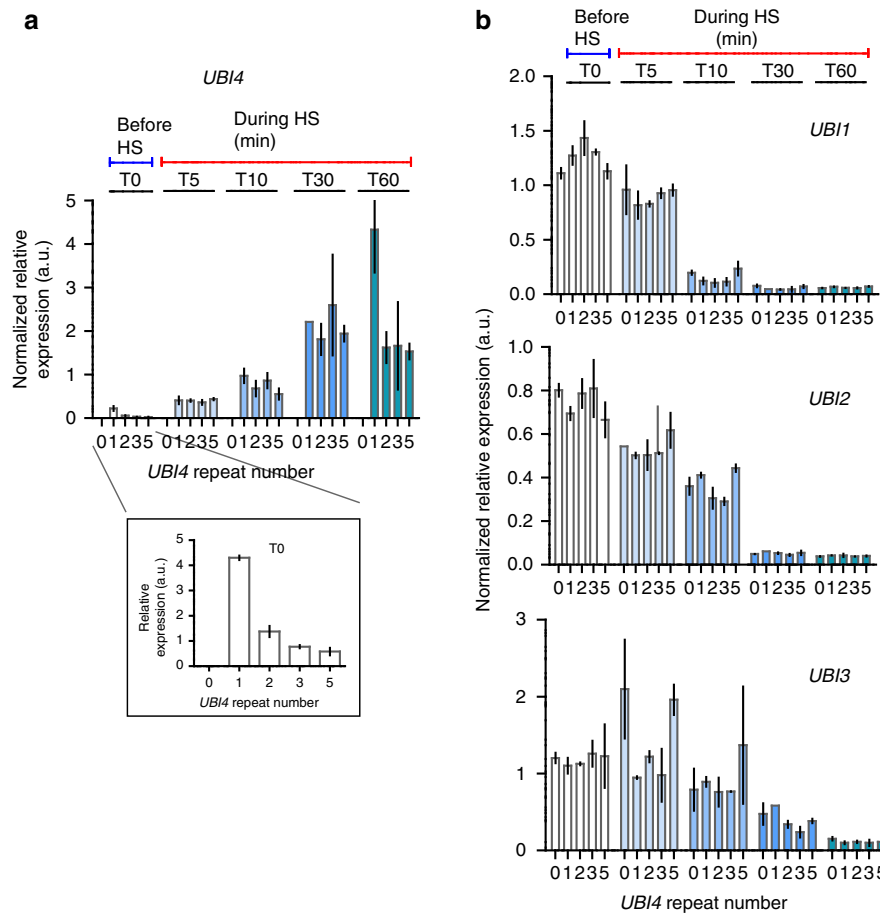 a
UBI4
Before
HS
During HS
(min)
T0 T5 T10 T30 T60
5
4
3
2
1
0
Normalized relative
expression (a.u.)
01235 01235 01235 01235 01235
UBI4 repeat number
T0
5
4
3
2
1
0
Relative
expression (a.u.)
0 1 2 3 5
UBI4 repeat number
b
Before
HS
During HS
(min)
T0 T5 T10 T30 T60
UBI1
2.0
1.5
1.0
0.5
0.0
01235 01235 01235 01235 01235
UBI2
1.0
0.8
0.6
0.4
0.2
0.0
Normalized relative expression (a.u.)
01235 01235 01235 01235 01235
UBI3
3
2
1
0
01235 01235 01235 01235 01235
UBI4 repeat number